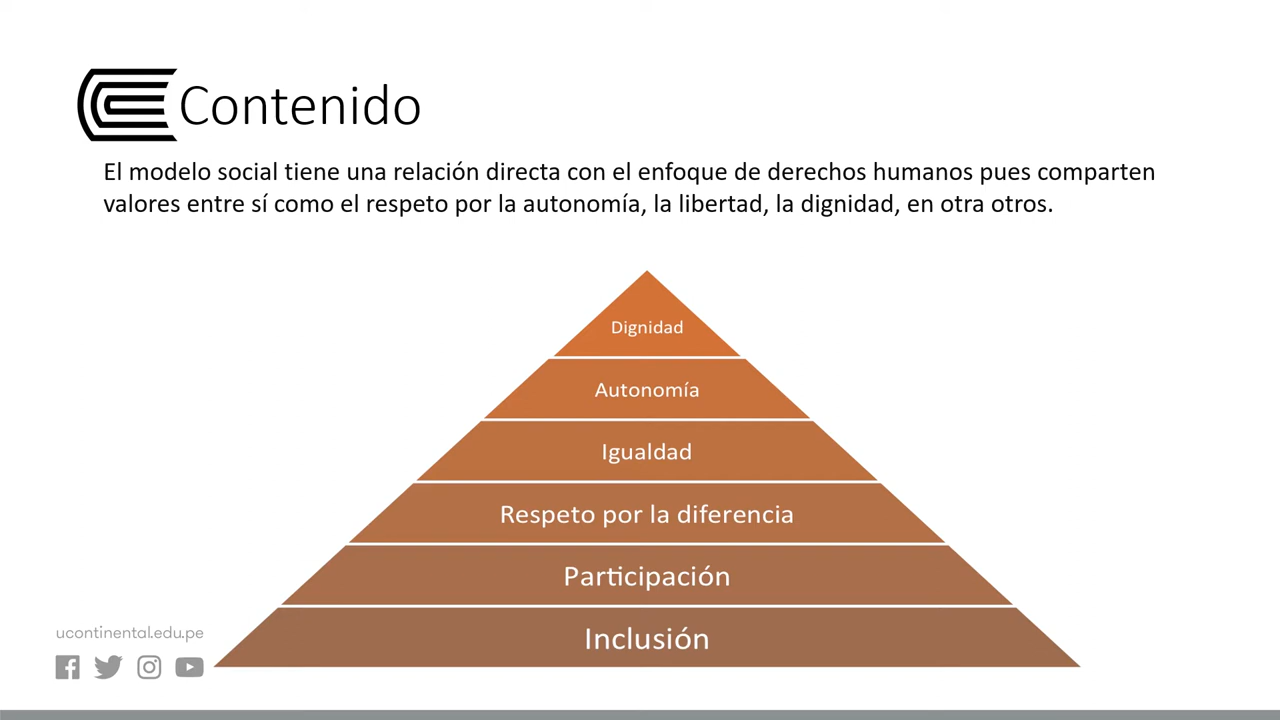 Contenido
El modelo social tiene una relación directa con el enfoque de derechos humanos pues comparten
valores entre sí como el respeto por la autonomía, la libertad, la dignidad, en otra otros.
Dignidad
Autonomía
Igualdad
Respeto por la diferencia
Participación
Inclusión
ucontinental.edu.pe